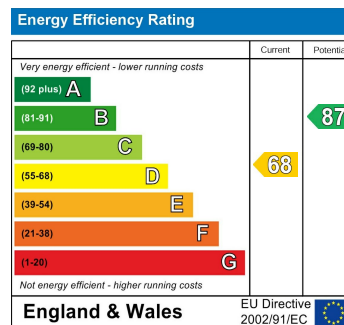 Energy Efficiency Rating
Current Potentia
Very energy efficient - lower running costs
(92 plus) A
(81-91) B
87
(69-80) C
(55-68) D
68
(39-54) E
(21-38) F
(1-20) G
Not energy efficient - higher running costs
England & Wales
EU Directive
2002/91/EC